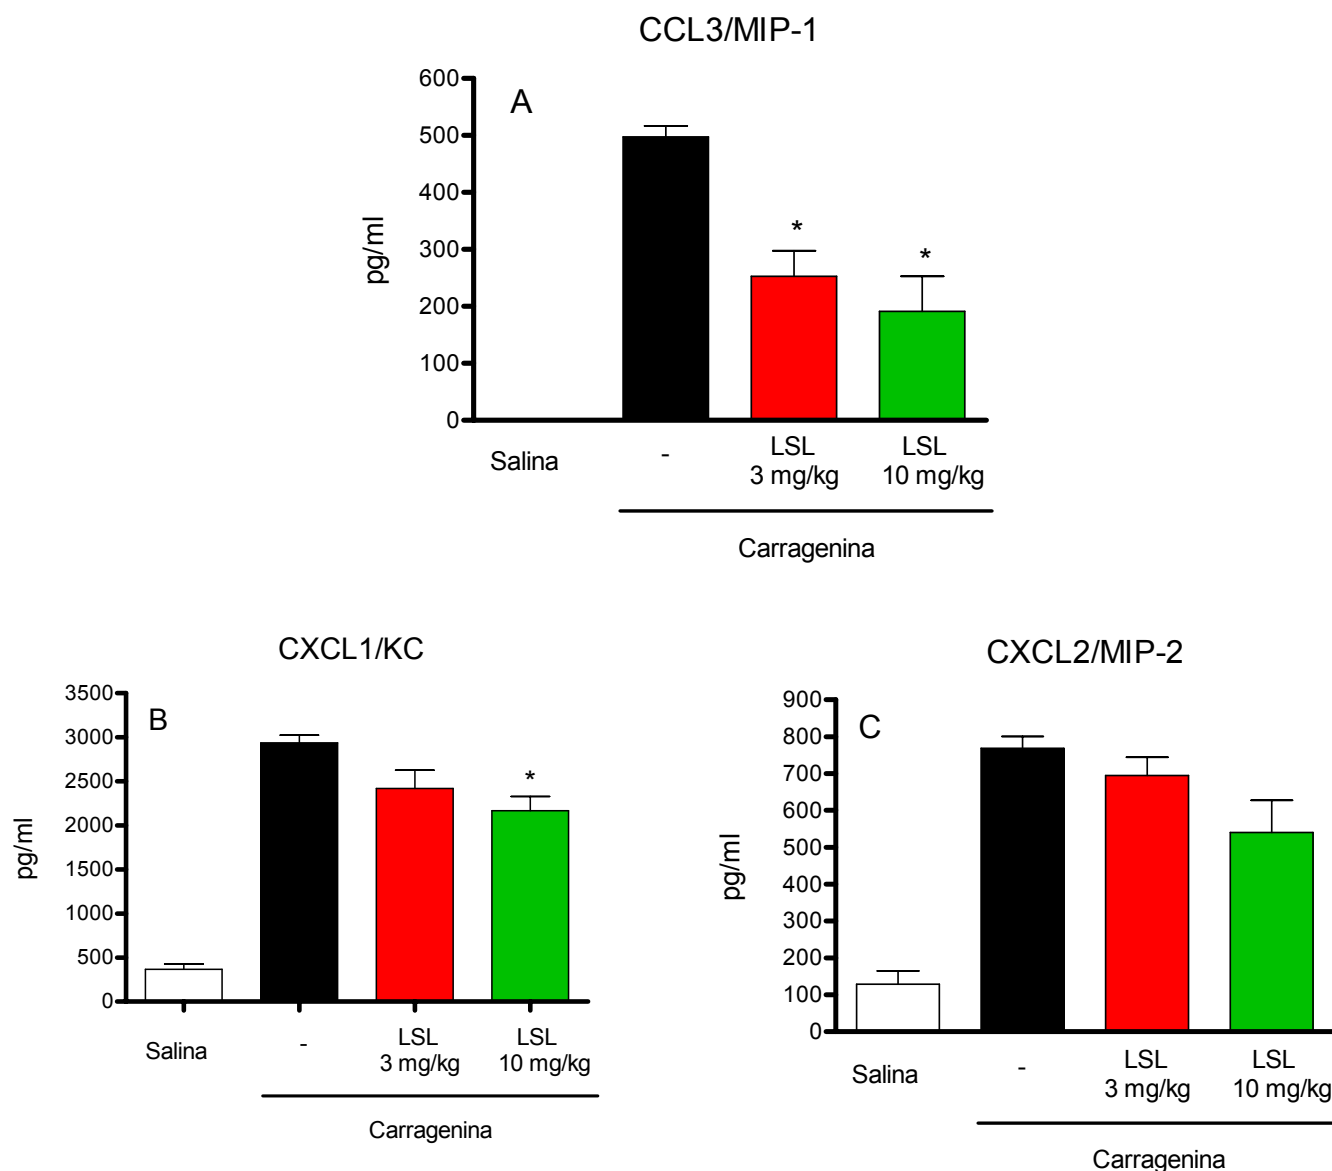 CCL3/MIP-1
A
600
500
400
300
200
100
0
pg/ml
*
*
Salina
-
LSL
3 mg/kg
LSL
10 mg/kg
Carragenina
CXCL1/KC
B
3500
3000
2500
2000
1500
1000
500
0
pg/ml
*
Salina
-
LSL
3 mg/kg
LSL
10 mg/kg
Carragenina
CXCL2/MIP-2
C
900
800
700
600
500
400
300
200
100
0
pg/ml
Salina
-
LSL
3 mg/kg
LSL
10 mg/kg
Carragenina